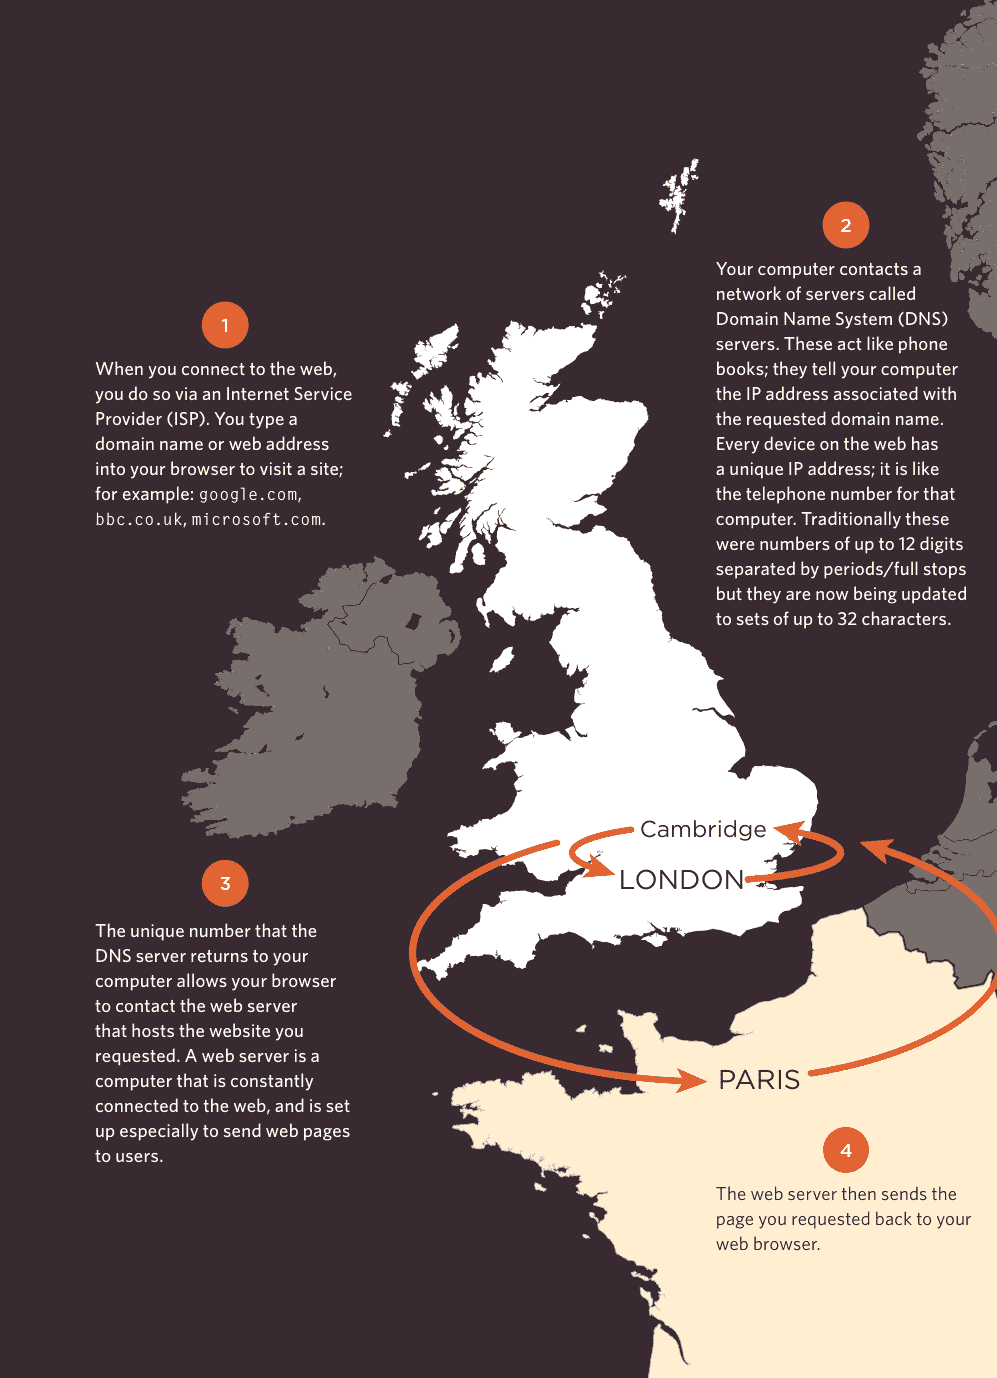 1
When you connect to the web,
you do so via an Internet Service
Provider (ISP). You type a
domain name or web address
into your browser to visit a site;
for example: google.com,
bbc.co.uk, microsoft.com.
2
Your computer contacts a
network of servers called
Domain Name System (DNS)
servers. These act like phone
books; they tell your computer
the IP address associated with
the requested domain name.
Every device on the web has
a unique IP address; it is like
the telephone number for that
computer. Traditionally these
were numbers of up to 12 digits
separated by periods/full stops
but they are now being updated
to sets of up to 32 characters.
Cambridge
LONDON
3
The unique number that the
DNS server returns to your
computer allows your browser
to contact the web server
that hosts the website you
requested. A web server is a
computer that is constantly
connected to the web, and is set
up especially to send web pages
to users.
PARIS
4
The web server then sends the
page you requested back to your
web browser.